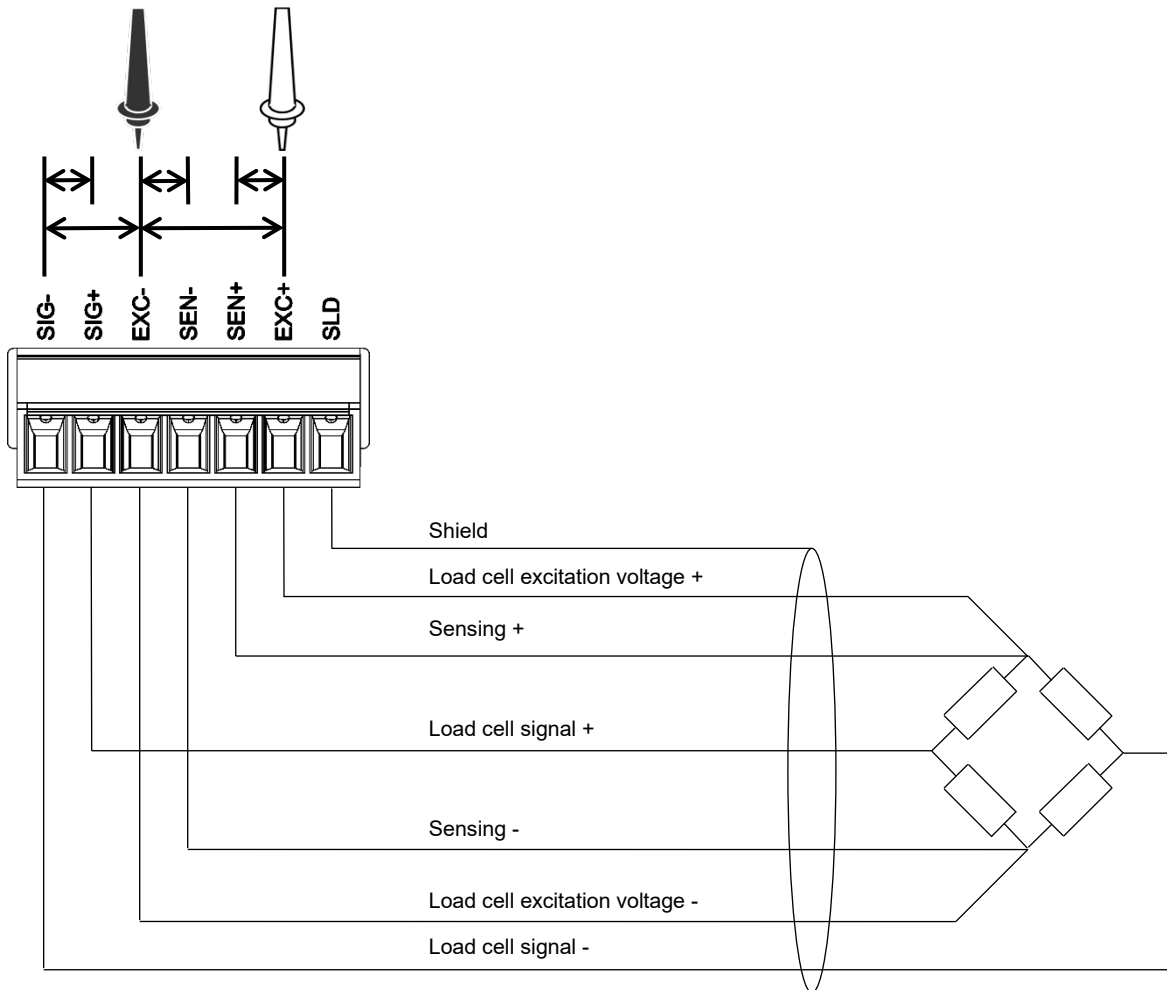 SIG-
SIG+
EXC-
SEN-
SEN+
EXC+
SLD
Shield
Load cell excitation voltage +
Sensing +
Load cell signal +
Sensing -
Load cell excitation voltage -
Load cell signal -